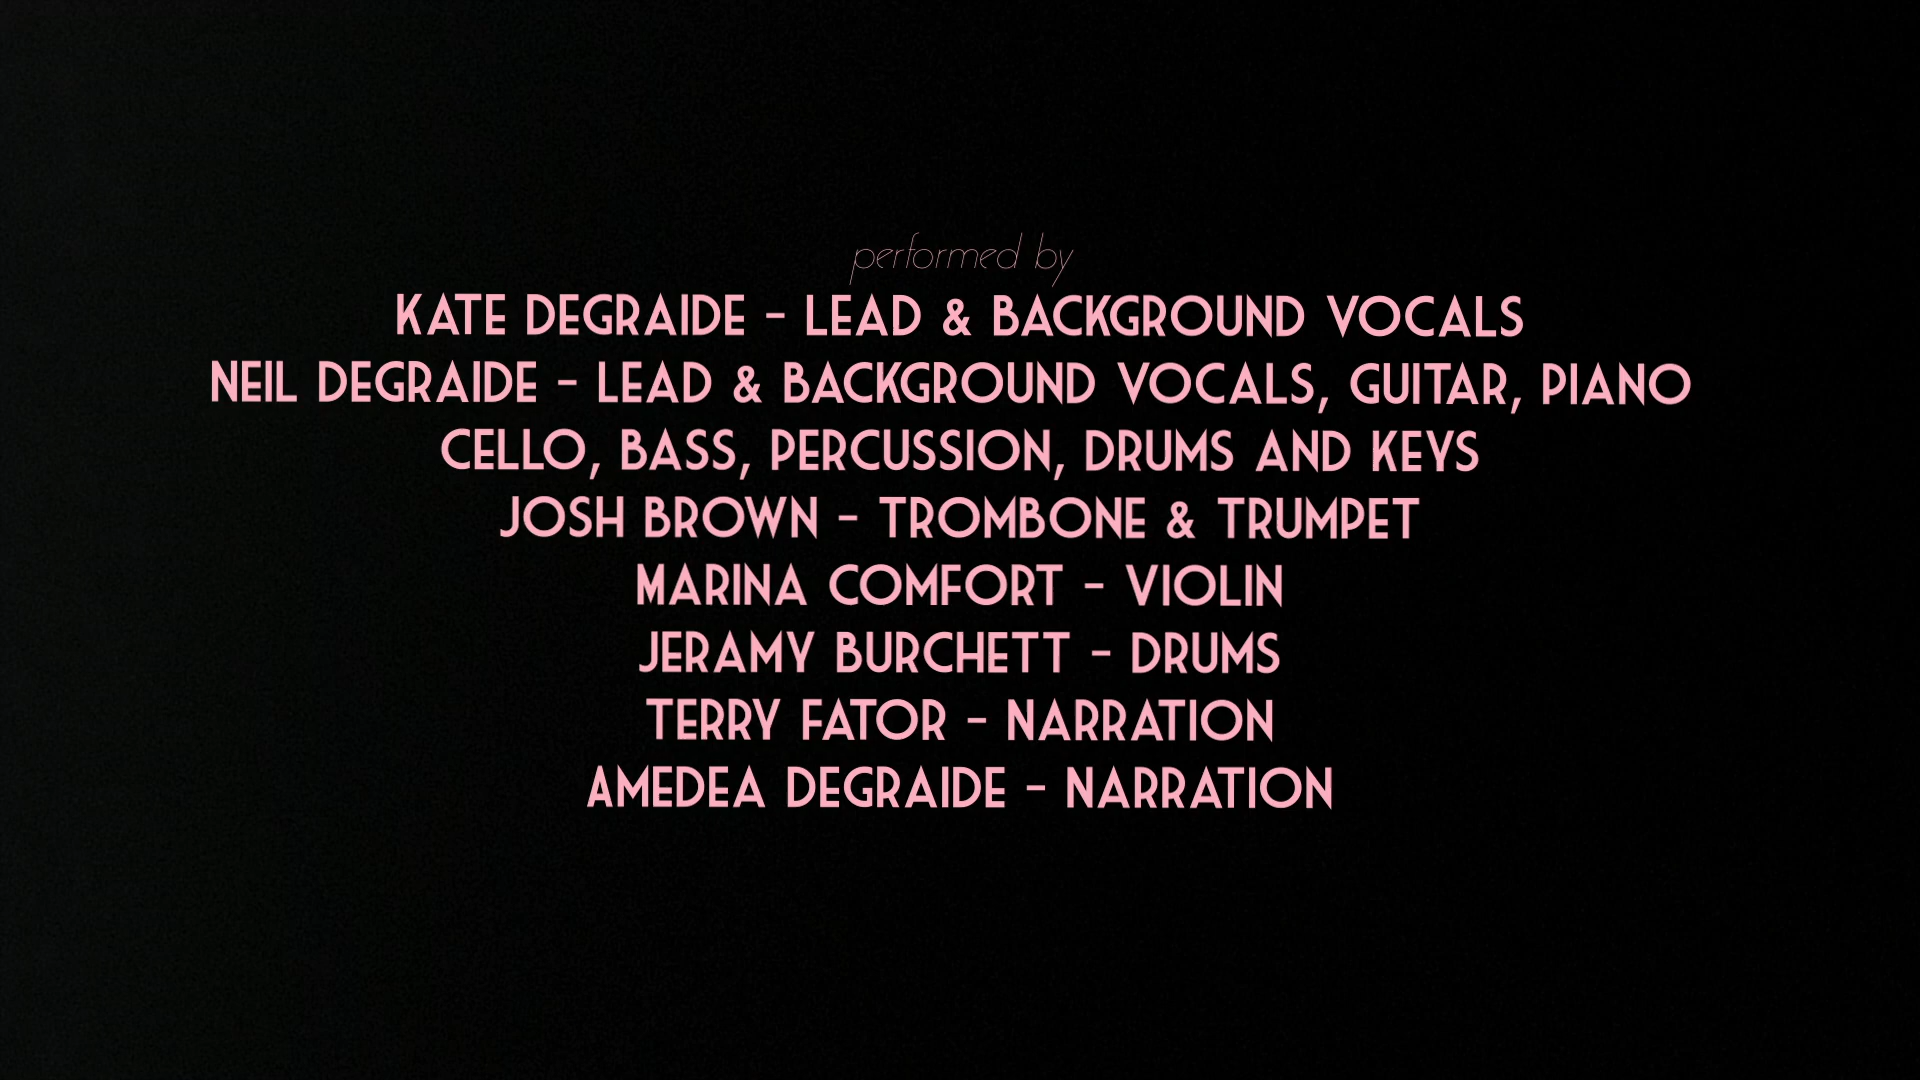 performed by
KATE DEGRAIDE - LEAD & BACKGROUND VOCALS
NEIL DEGRAIDE - LEAD & BACKGROUND VOCALS, GUITAR, PIANO
CELLO, BASS, PERCUSSION, DRUMS AND KEYS
JOSH BROWN - TROMBONE & TRUMPET
MARINA COMFORT - VIOLIN
JERAMY BURCHETT - DRUMS
TERRY FATOR - NARRATION
AMEDEA DEGRAIDE - NARRATION